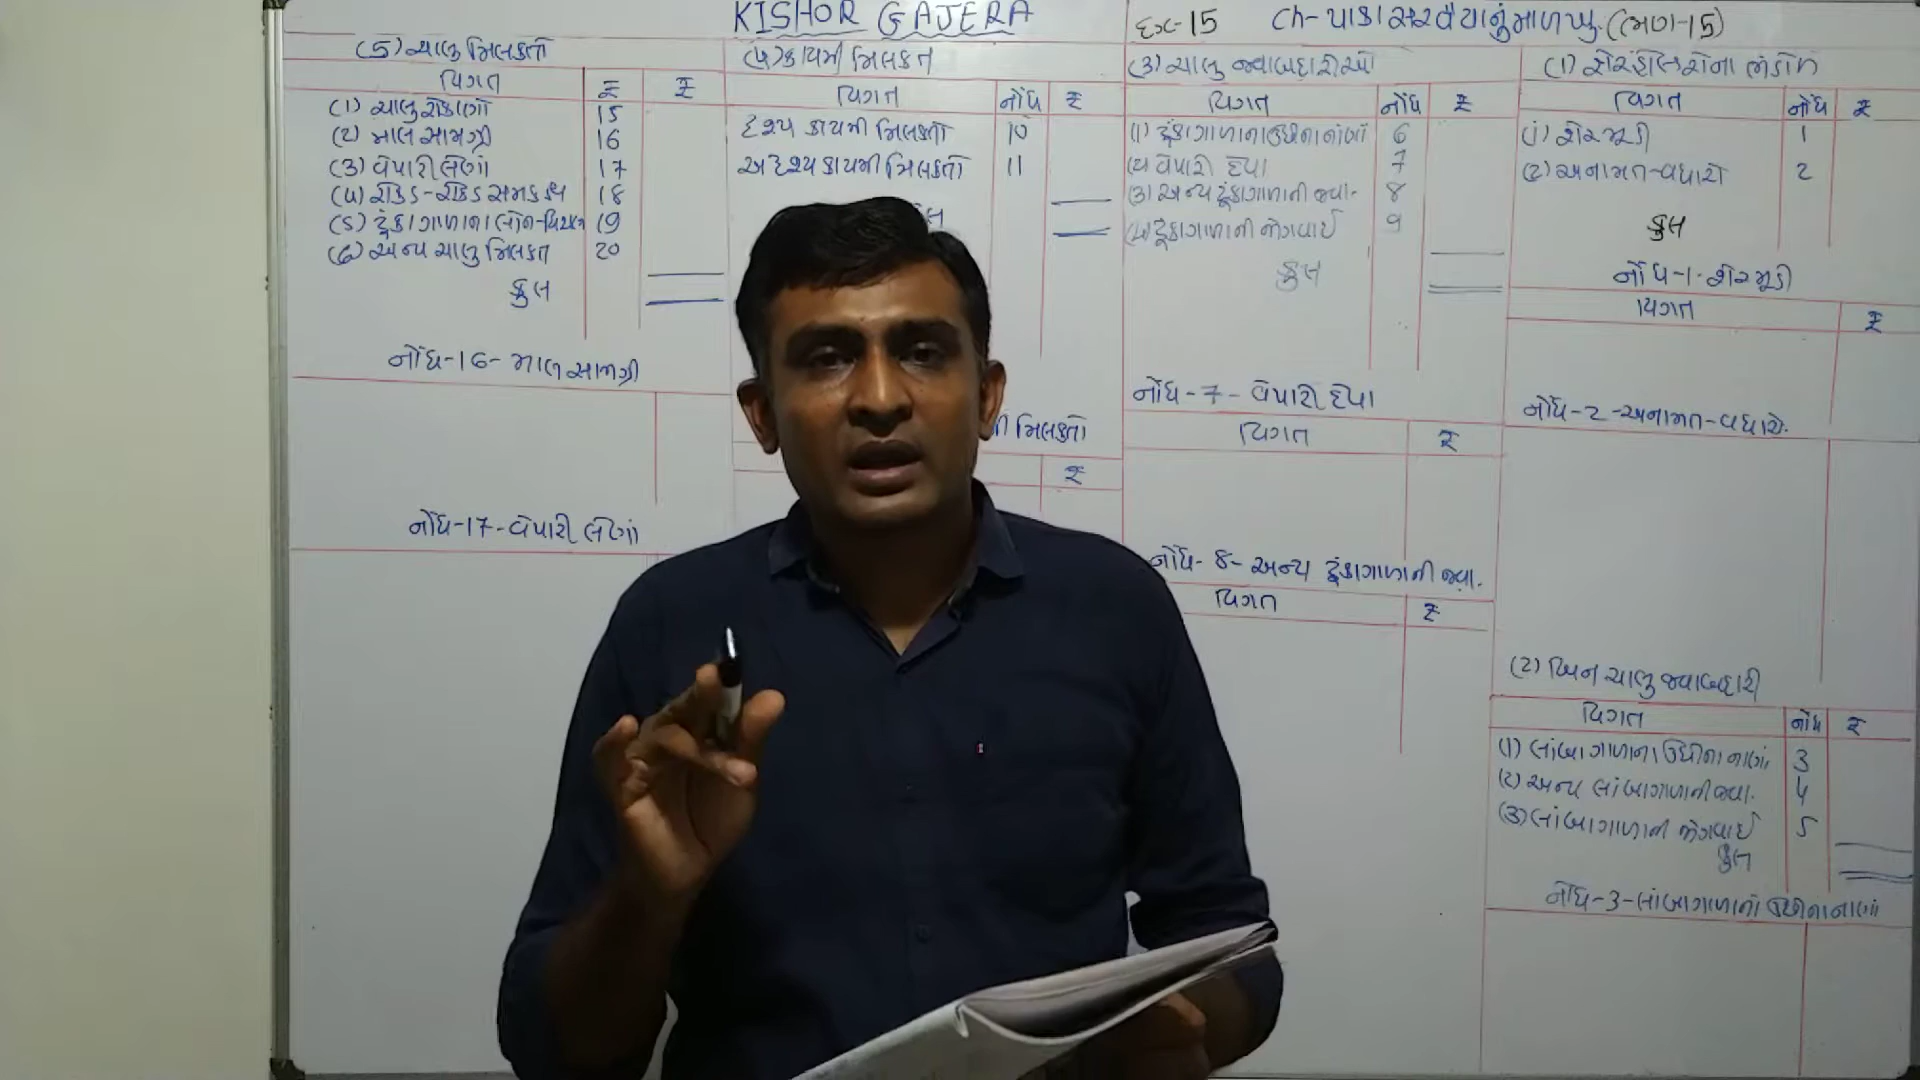 KISHOR GAJERA
Ex-15 Ch-પાકા સરવૈયાનું માળખુ (ભાગ-15)
(5) ચાલુ મિલકતો
વિગત ₹ ₹
(1) ચાલુ રોકાણો 15
(2) માલસામગ્રી 16
(3) વેપારી લેણાં 17
(4) રોકડ-રોકડ સમકક્ષ 18
(5) ટૂંકાગાળાના લોન-ધિરાણ 19
(6) અન્ય ચાલુ મિલકત 20
કુલ
નોંધ-16- માલસામગ્રી
નોંધ-17-વેપારી લેણાં
(4) કાયમી મિલકત
વિગત નોંધ ₹
દ્રશ્ય કાયમી મિલકતો 10
અદ્રશ્ય કાયમી મિલકતો 11
મિલકતો
₹
(3) ચાલુ જવાબદારીઓ
વિગત નોંધ ₹
(1) ટૂંકાગાળાના ઉછીના નાણાં 6
(2) વેપારી દેવા 7
(3) અન્ય ટૂંકાગાળાની જવા. 8
(4) ટૂંકાગાળાની જોગવાઈ 9
કુલ
નોંધ-7- વેપારી દેવા
વિગત ₹
નોંધ-8-અન્ય ટૂંકાગાળાની જવા.
વિગત ₹
(1) શેરહોલ્ડરોના ભંડોળ
વિગત નોંધ ₹
(1) શેરમૂડી 1
(2) અનામત-વધારો 2
કુલ
નોંધ-1-શેરમૂડી
વિગત ₹
નોંધ-2-અનામત-વધારો
(2) બિન ચાલુ જવાબદારી
વિગત નોંધ ₹
(1) લાંબાગાળાના ઉછીના નાણાં 3
(2) અન્ય લાંબાગાળાની જવા. 4
(3) લાંબાગાળાની જોગવાઈ 5
કુલ
નોંધ-3-લાંબાગાળાના ઉછીના નાણાં